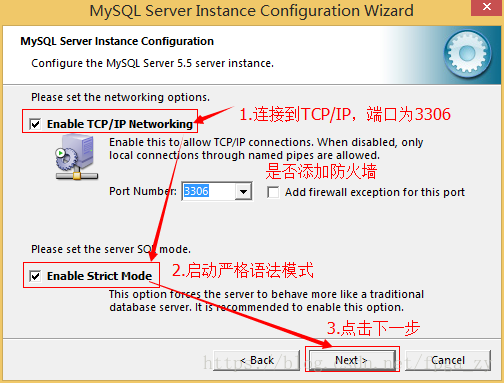 MySQL Server Instance Configuration Wizard
MySQL Server Instance Configuration
Configure the MySQL Server 5.5 server instance.
Please set the networking options.
1.连接到TCP/IP，端口为3306
Enable TCP/IP Networking
Enable this to allow TCP/IP connections. When disabled, only
local connections through named pipes are allowed.
是否添加防火墙
Port Number: 3306 Add firewall exception for this port
Please set the server SQL mode.
Enable Strict Mode
2.启动严格语法模式
This option forces the server to behave more like a traditional
database server. It is recommended to enable this option.
3.点击下一步
< Back Next > Cancel
https://blog.csdn.net/fpga_zy